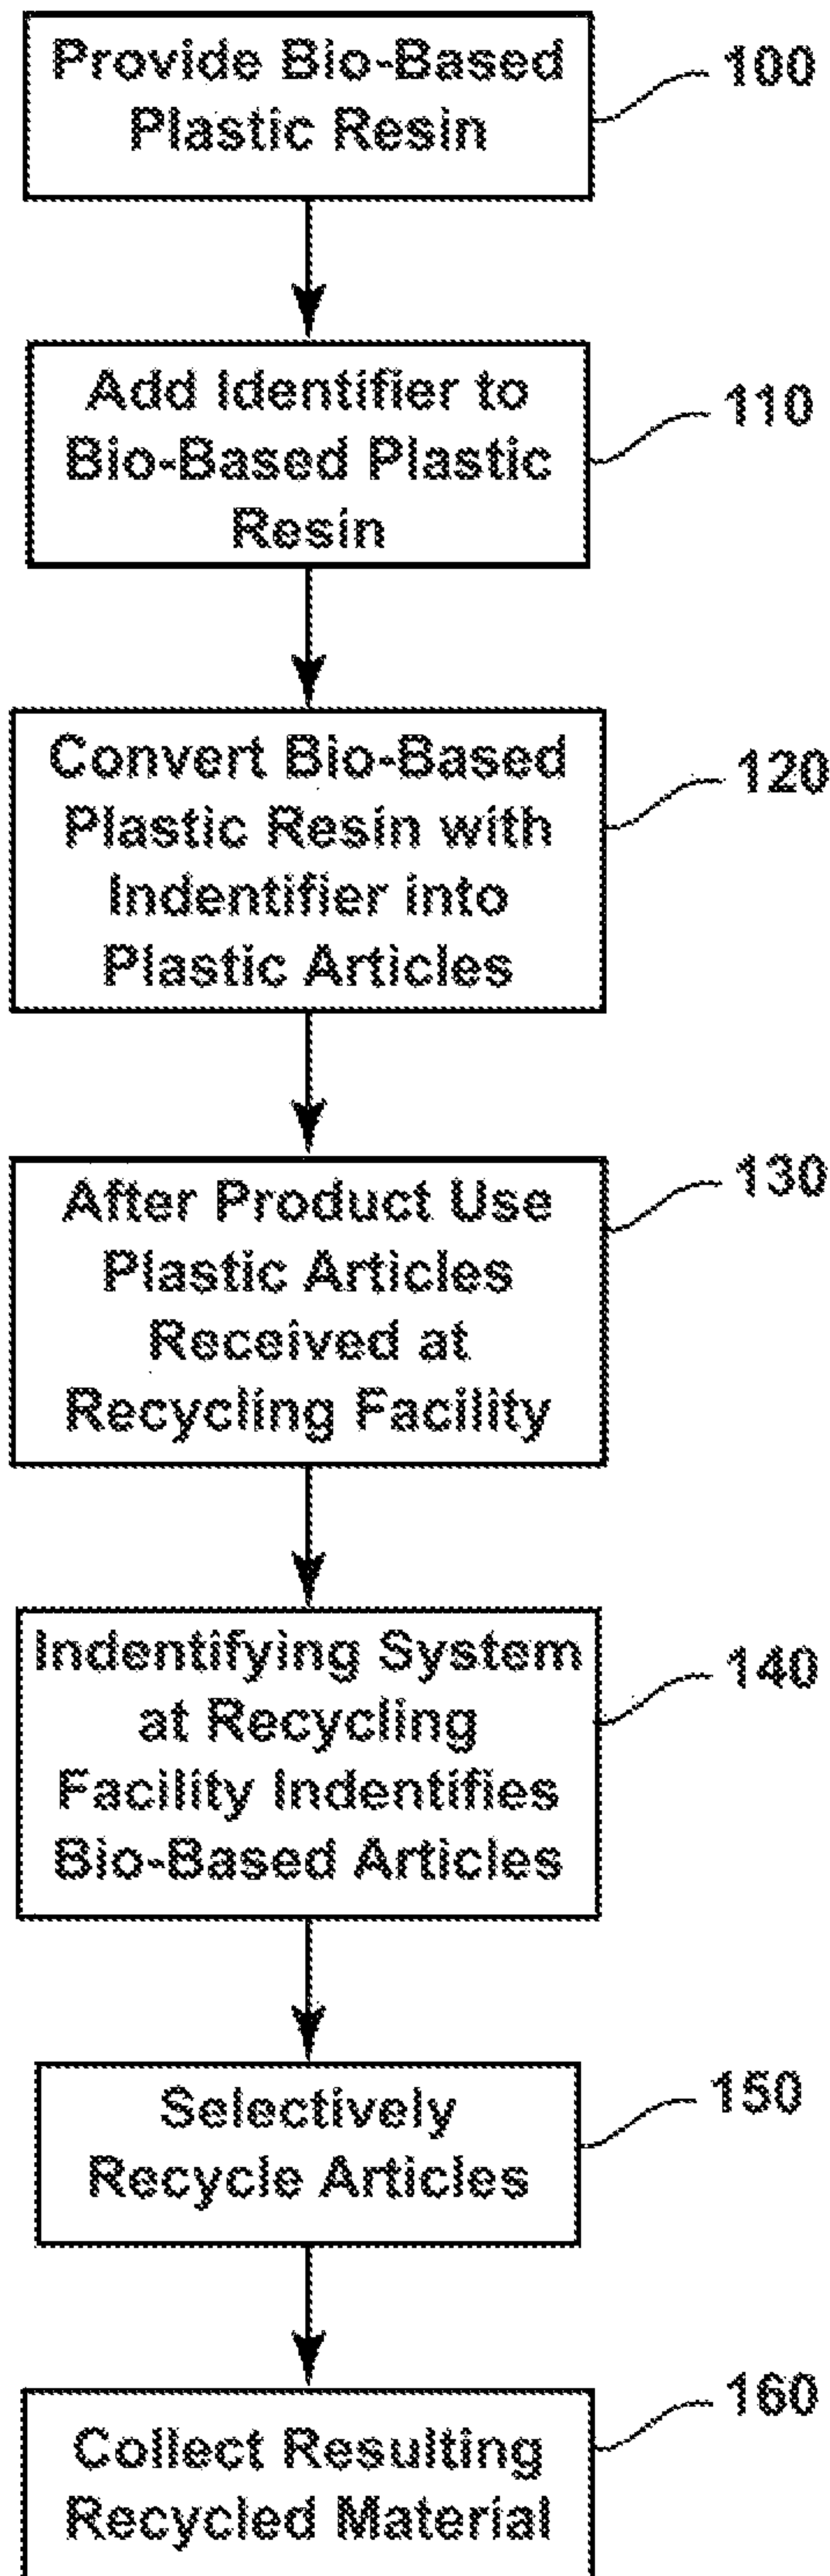 Provide Bio-Based
Plastic Resin
100
Add Identifier to
Bio-Based Plastic
Resin
110
Convert Bio-Based
Plastic Resin with
Indentifier into
Plastic Articles
120
After Product Use
Plastic Articles
Received at
Recycling Facility
130
Indentifying System
at Recycling
Facility Indentifies
Bio-Based Articles
140
Selectively
Recycle Articles
150
Collect Resulting
Recycled Material
160